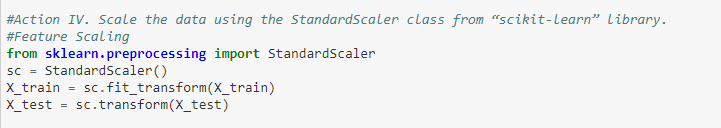 #Action IV. Scale the data using the StandardScaler class from “scikit-learn” library.
#Feature Scaling
from sklearn.preprocessing import StandardScaler
sc = StandardScaler()
X_train = sc.fit_transform(X_train)
X_test = sc.transform(X_test)